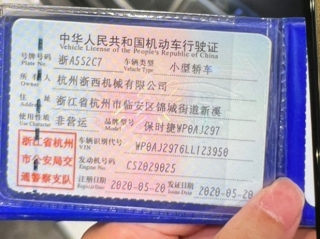 中华人民共和国机动车行驶证
Vehicle License of the People's Republic of China
号牌号码 浙A5S2C7 车辆类型 小型轿车
Plate No. Vehicle Type
所有人 杭州浙西机械有限公司
Owner
住址 浙江省杭州市临安区锦城街道新溪
Address
使用性质 非营运 品牌型号 保时捷WP0AJ297
Use Character Model
浙江省杭州 车辆识别代号 WP0AJ2976LL123950
VIN
市公安局交 发动机号码 CSZ029025
Engine No.
通警察支队 注册日期 2020-05-20 发证日期 2020-05-20
Register Date Issue Date